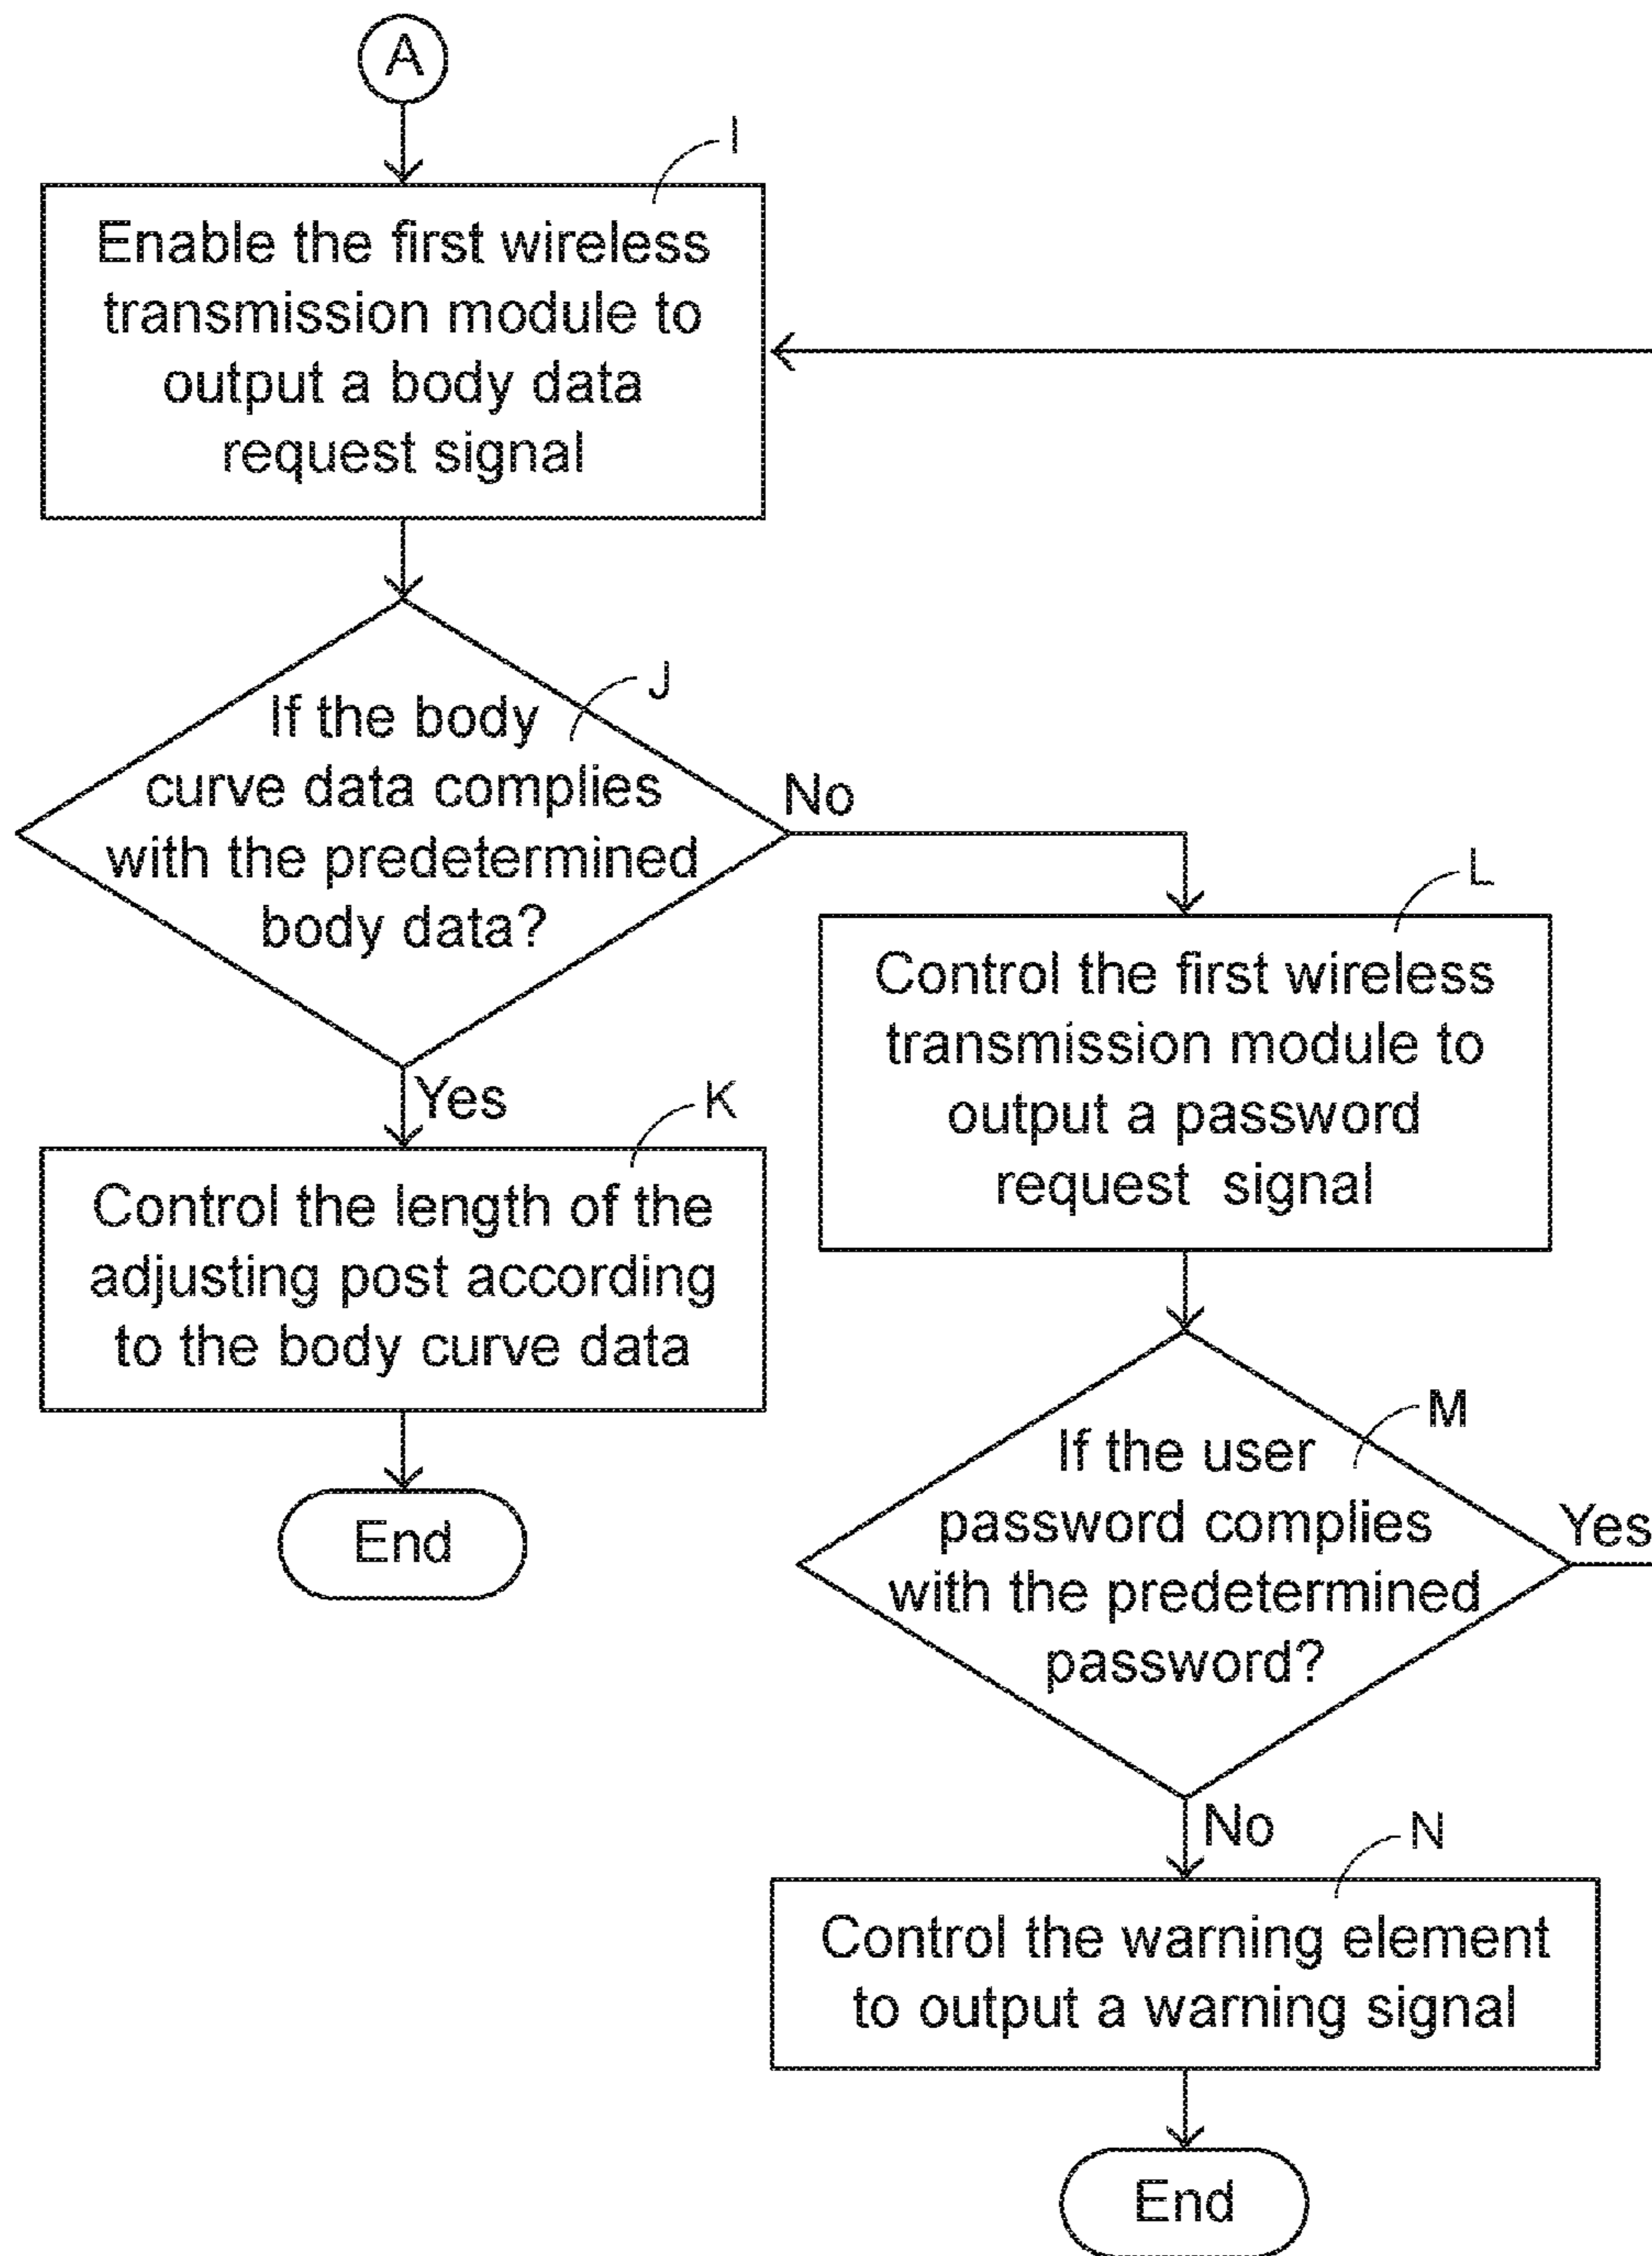 A
I
Enable the first wireless
transmission module to
output a body data
request signal
J
If the body
curve data complies
with the predetermined
body data?
No
Yes
K
Control the length of the
adjusting post according
to the body curve data
End
L
Control the first wireless
transmission module to
output a password
request signal
M
If the user
password complies
with the predetermined
password?
Yes
No
N
Control the warning element
to output a warning signal
End